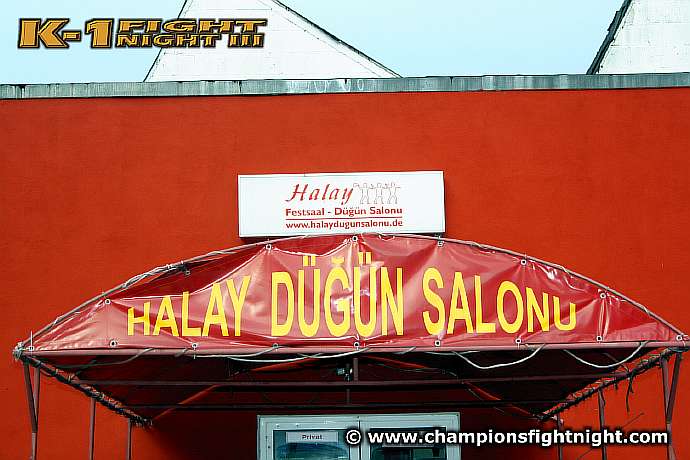 K-1 FIGHT
NIGHT III
Halay
Festsaal - Düğün Salonu
www.halaydugunsalonu.de
HALAY DÜĞÜN SALONU
Privat
© www.championsfightnight.com